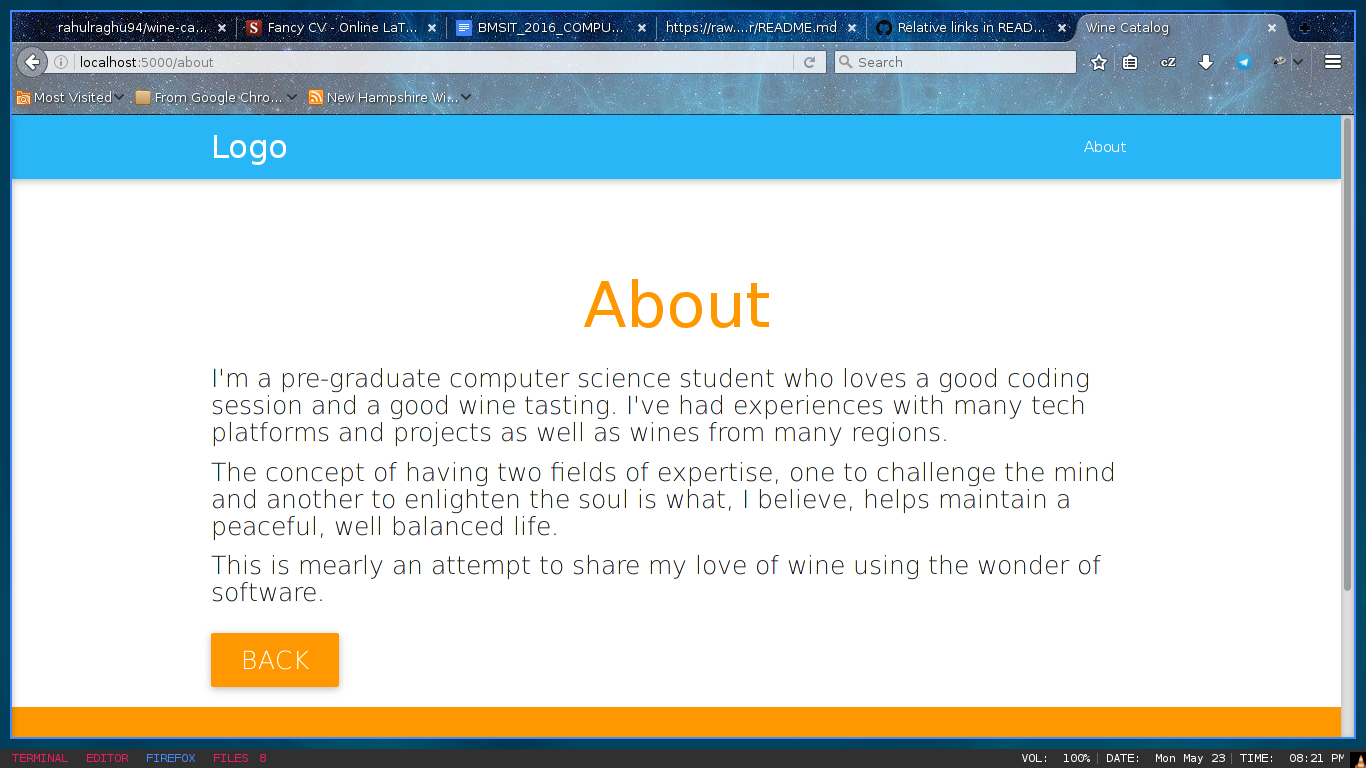 rahulraghu94/wine-ca...
Fancy CV - Online LaT...
BMSIT_2016_COMPU...
https://raw....r/README.md
Relative links in READ...
Wine Catalog
localhost:5000/about
Search
cZ
Most Visited
From Google Chro...
New Hampshire Wi...
Logo
About
About
I'm a pre-graduate computer science student who loves a good coding
session and a good wine tasting. I've had experiences with many tech
platforms and projects as well as wines from many regions.
The concept of having two fields of expertise, one to challenge the mind
and another to enlighten the soul is what, I believe, helps maintain a
peaceful, well balanced life.
This is mearly an attempt to share my love of wine using the wonder of
software.
BACK
TERMINAL EDITOR FIREFOX FILES 8
VOL: 100% | DATE: Mon May 23 | TIME: 08:21 PM